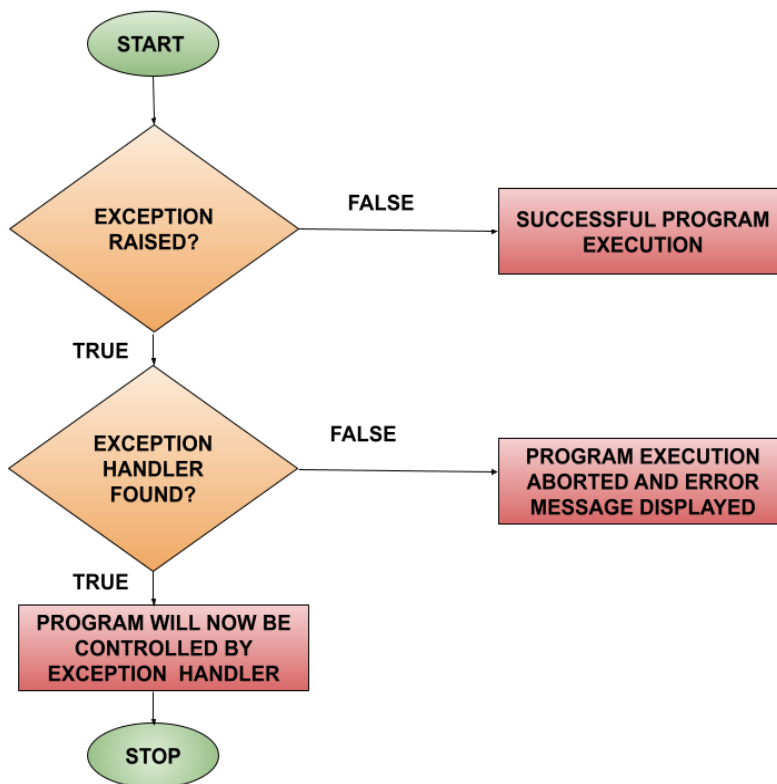 START
EXCEPTION
RAISED?
FALSE
SUCCESSFUL PROGRAM
EXECUTION
TRUE
EXCEPTION
HANDLER
FOUND?
FALSE
PROGRAM EXECUTION
ABORTED AND ERROR
MESSAGE DISPLAYED
TRUE
PROGRAM WILL NOW BE
CONTROLLED BY
EXCEPTION HANDLER
STOP